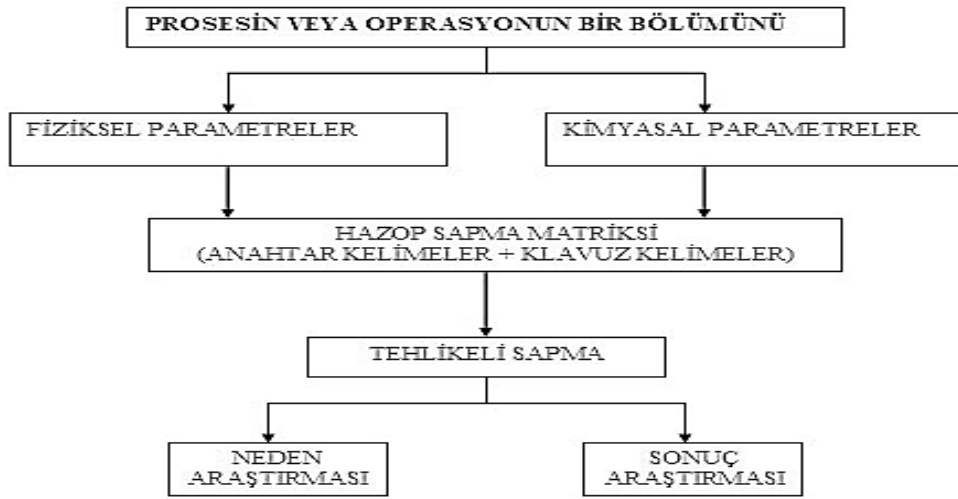 PROSESİN VEYA OPERASYONUN BİR BÖLÜMÜNÜ
FİZİKSEL PARAMETRELER
KİMYASAL PARAMETRELER
HAZOP SAPMA MATRİKSİ
(ANAHTAR KELİMELER + KLAVUZ KELİMELER)
TEHLİKELİ SAPMA
NEDEN
ARAŞTIRMASI
SONUÇ
ARAŞTIRMASI